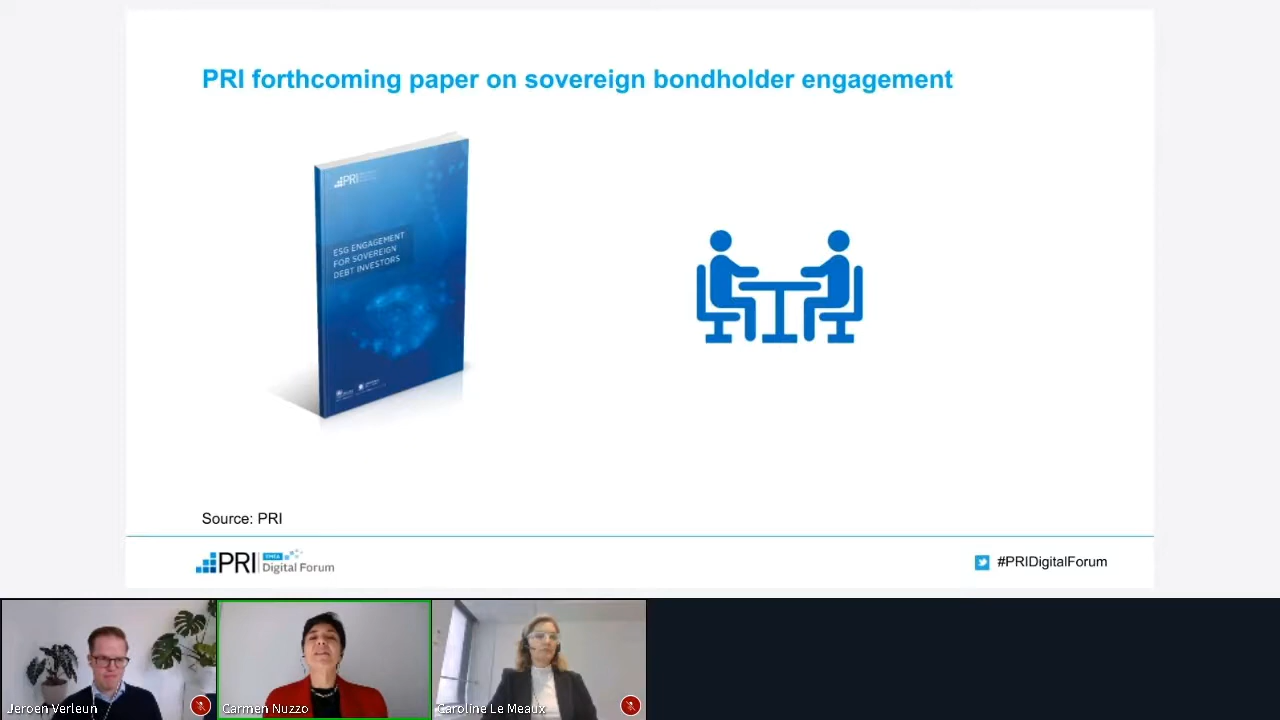 PRI forthcoming paper on sovereign bondholder engagement
PRI
ESG ENGAGEMENT
FOR SOVEREIGN
DEBT INVESTORS
Source: PRI
PRI EMEA
Digital Forum
#PRIDigitalForum
Jeroen Verleun
Carmen Nuzzo
Caroline Le Meaux